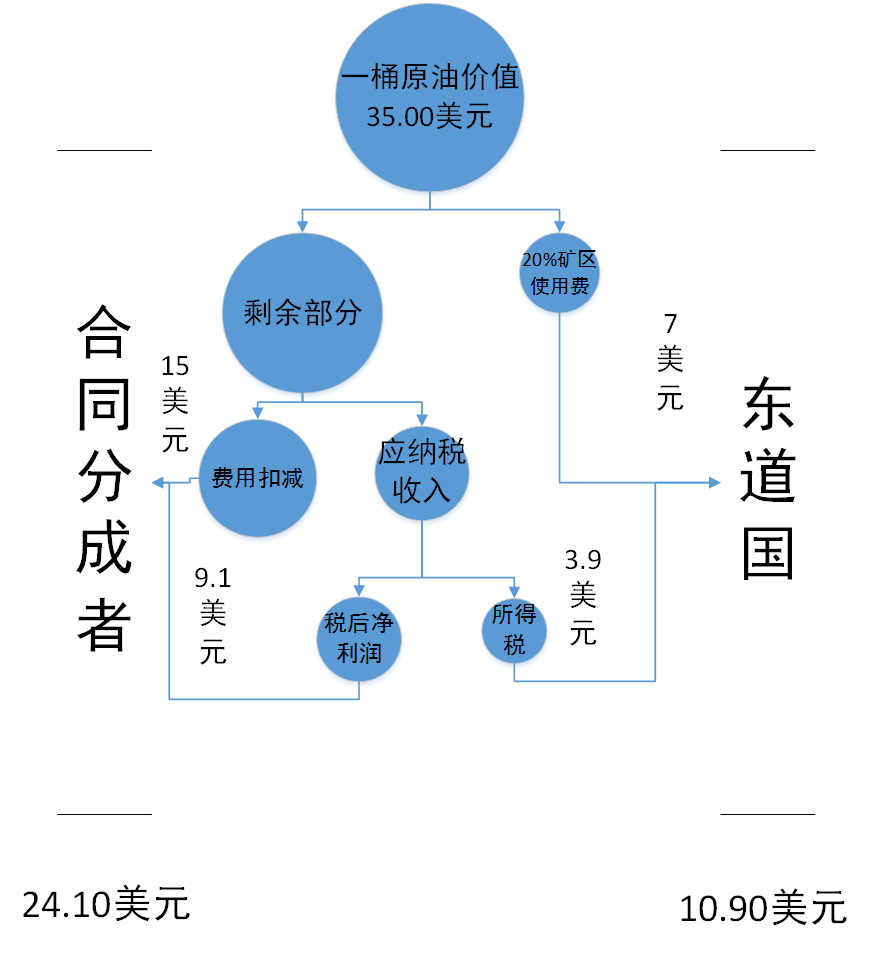 一桶原油价值
35.00美元
20%矿区
使用费
剩余部分
7
美
元
合
同
分
成
者
15
美
元
东
道
国
费用扣减
应纳税
收入
9.1
美
元
3.9
美
元
税后净
利润
所得
税
24.10美元
10.90美元